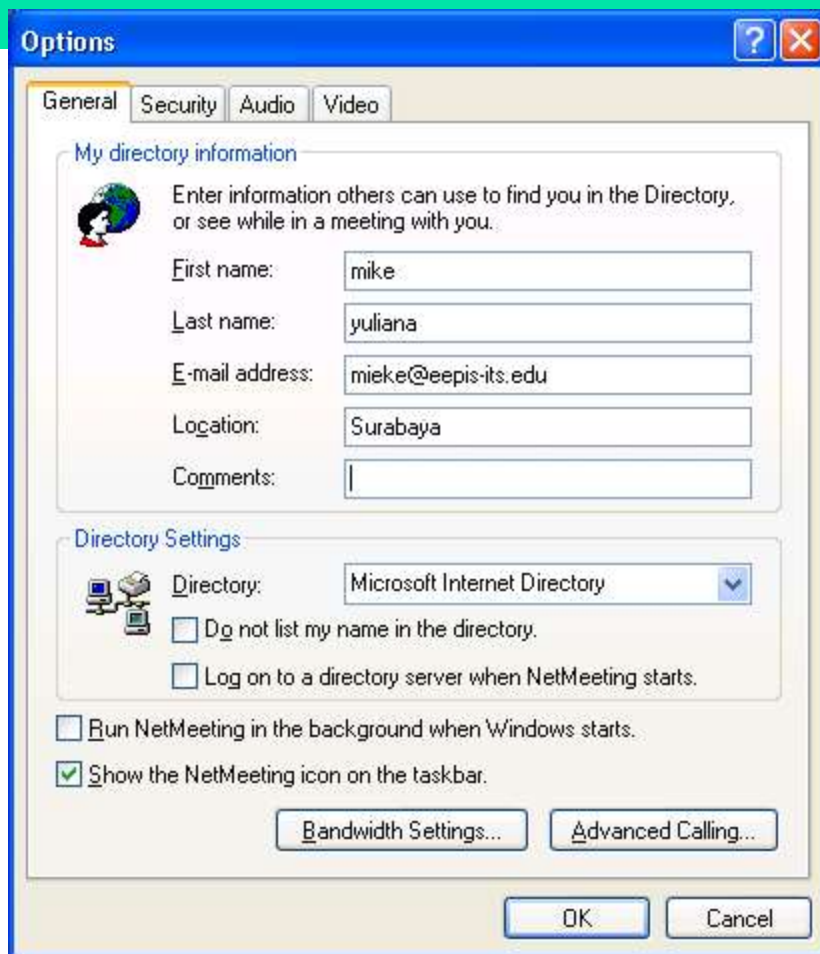 Options
General Security Audio Video
My directory information
Enter information others can use to find you in the Directory,
or see while in a meeting with you.
First name: mike
Last name: yuliana
E-mail address: mieke@eepis-its.edu
Location: Surabaya
Comments:
Directory Settings
Directory: Microsoft Internet Directory
Do not list my name in the directory.
Log on to a directory server when NetMeeting starts.
Run NetMeeting in the background when Windows starts.
Show the NetMeeting icon on the taskbar.
Bandwidth Settings... Advanced Calling...
OK Cancel